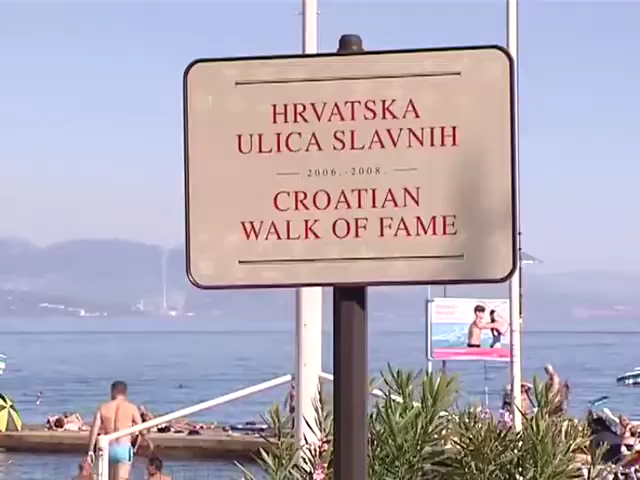 HRVATSKA
ULICA SLAVNIH
2006.-2008.
CROATIAN
WALK OF FAME